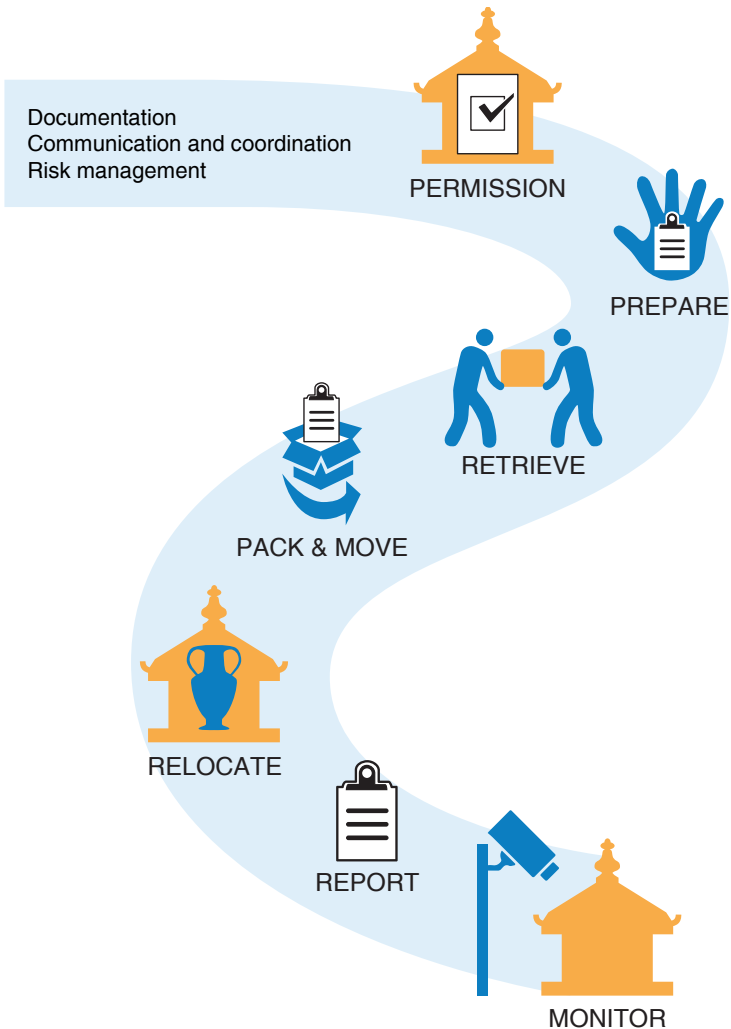 Documentation
Communication and coordination
Risk management
PERMISSION
PREPARE
RETRIEVE
PACK & MOVE
RELOCATE
REPORT
MONITOR